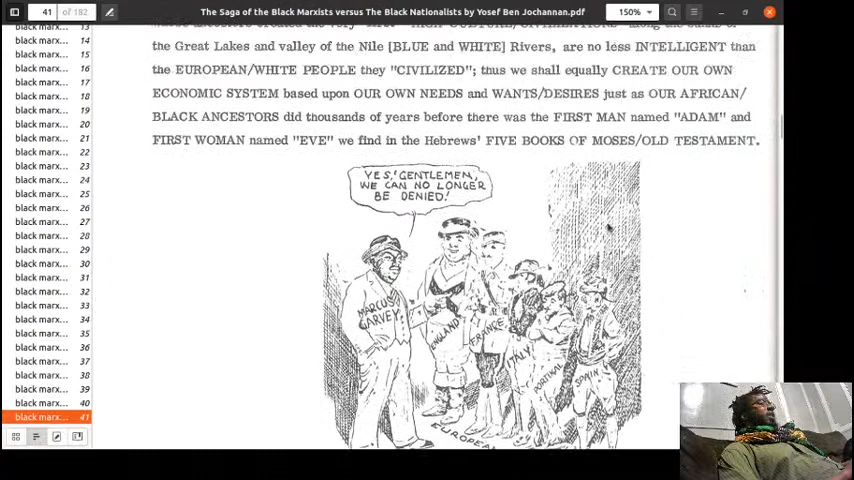 41 of 182
The Saga of the Black Marxists versus The Black Nationalists by Yosef Ben Jochannan.pdf
150%
black marx... 13
black marx... 14
black marx... 15
black marx... 16
black marx... 17
black marx... 18
black marx... 19
black marx... 20
black marx... 21
black marx... 22
black marx... 23
black marx... 24
black marx... 25
black marx... 26
black marx... 27
black marx... 28
black marx... 29
black marx... 30
black marx... 31
black marx... 32
black marx... 33
black marx... 34
black marx... 35
black marx... 36
black marx... 37
black marx... 38
black marx... 39
black marx... 40
black marx... 41
the Great Lakes and valley of the Nile [BLUE and WHITE] Rivers, are no less INTELLIGENT than
the EUROPEAN/WHITE PEOPLE they "CIVILIZED"; thus we shall equally CREATE OUR OWN
ECONOMIC SYSTEM based upon OUR OWN NEEDS and WANTS/DESIRES just as OUR AFRICAN/
BLACK ANCESTORS did thousands of years before there was the FIRST MAN named "ADAM" and
FIRST WOMAN named "EVE" we find in the Hebrews' FIVE BOOKS OF MOSES/OLD TESTAMENT.
YES, GENTLEMEN,
WE CAN NO LONGER
BE DENIED!
MARCUS
GARVEY
ENGLAND
FRANCE
ITALY
PORTUGAL
SPAIN